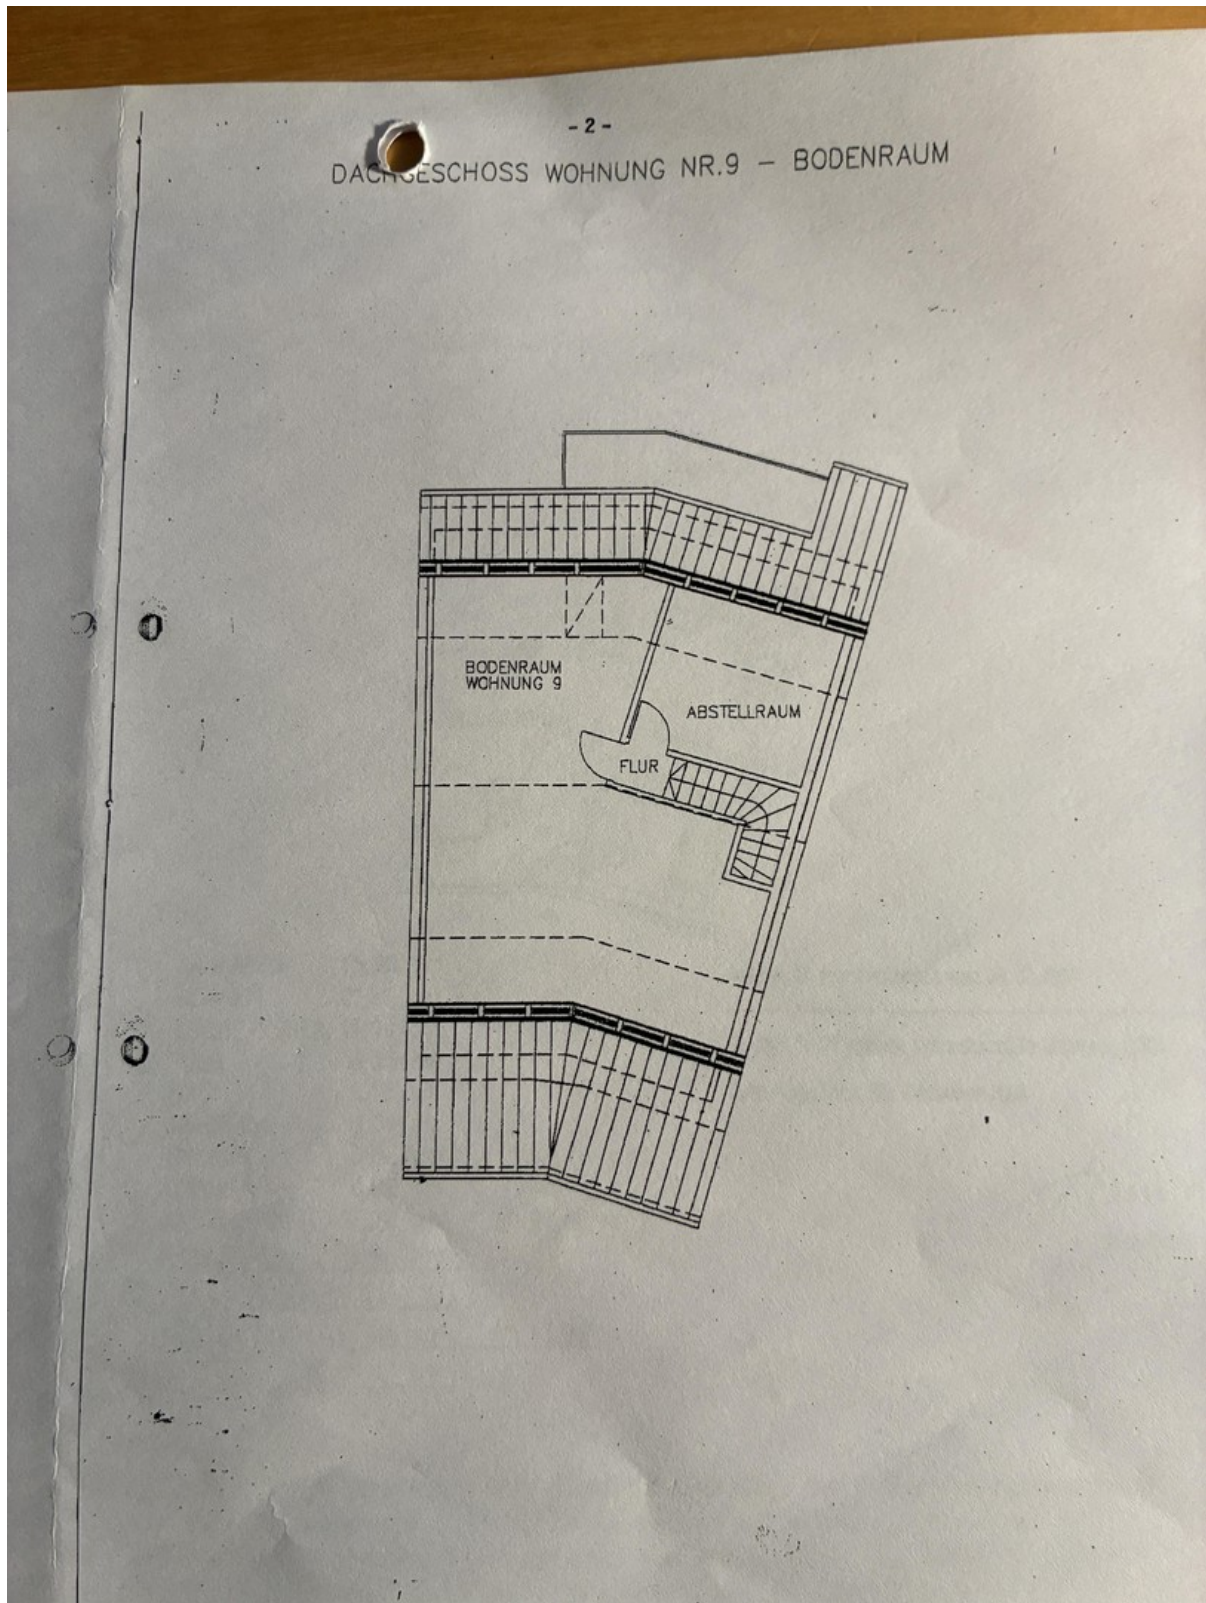 - 2 -
DACHGESCHOSS WOHNUNG NR.9 – BODENRAUM
BODENRAUM
WOHNUNG 9
ABSTELLRAUM
FLUR